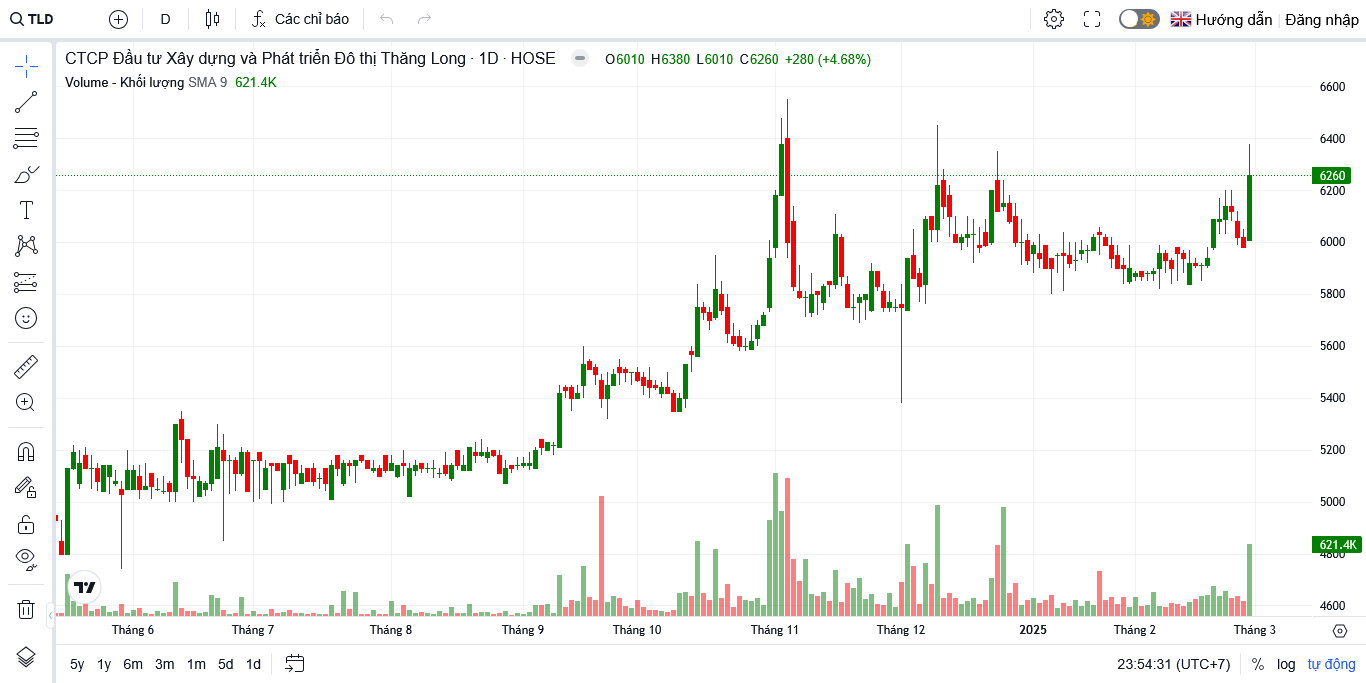 TLD D Các chỉ báo Hướng dẫn Đăng nhập
CTCP Đầu tư Xây dựng và Phát triển Đô thị Thăng Long · 1D · HOSE O6010 H6380 L6010 C6260 +280 (+4.68%)
Volume - Khối lượng SMA 9 621.4K
6600
6400
6260
6200
6000
5800
5600
5400
5200
5000
621.4K
4800
4600
Tháng 6 Tháng 7 Tháng 8 Tháng 9 Tháng 10 Tháng 11 Tháng 12 2025 Tháng 2 Tháng 3
5y 1y 6m 3m 1m 5d 1d 23:54:31 (UTC+7) % log tự động